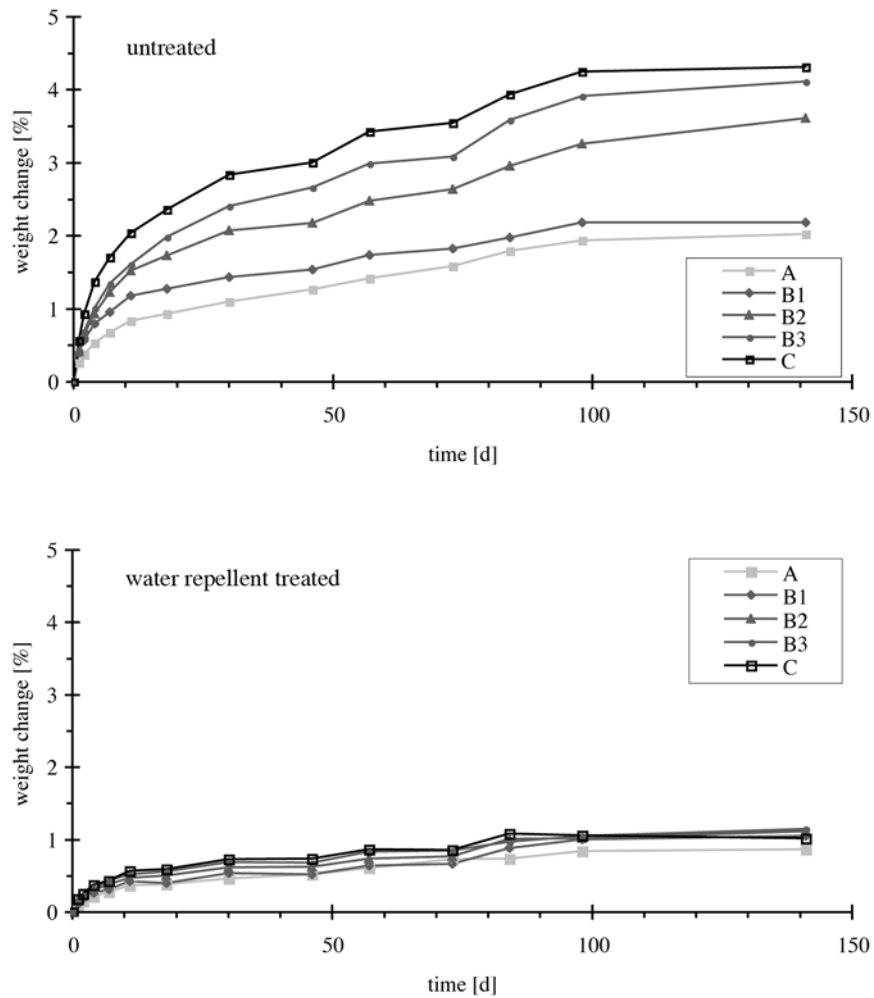 5
untreated
4
3
2
1
0
weight change [%]
A
B1
B2
B3
C
0
50
100
150
time [d]
5
water repellent treated
4
3
2
1
0
weight change [%]
A
B1
B2
B3
C
0
50
100
150
time [d]